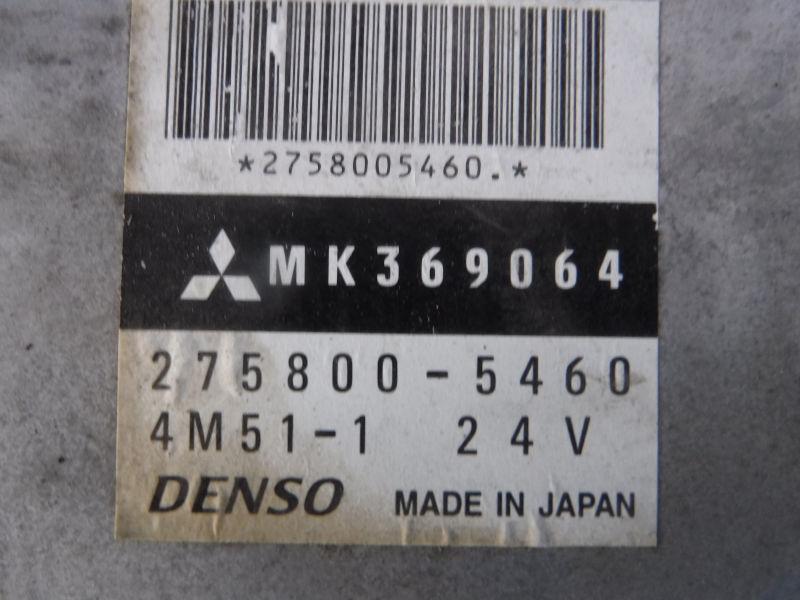 *2758005460.*
MK369064
275800-5460
4M51-1 24V
DENSO MADE IN JAPAN